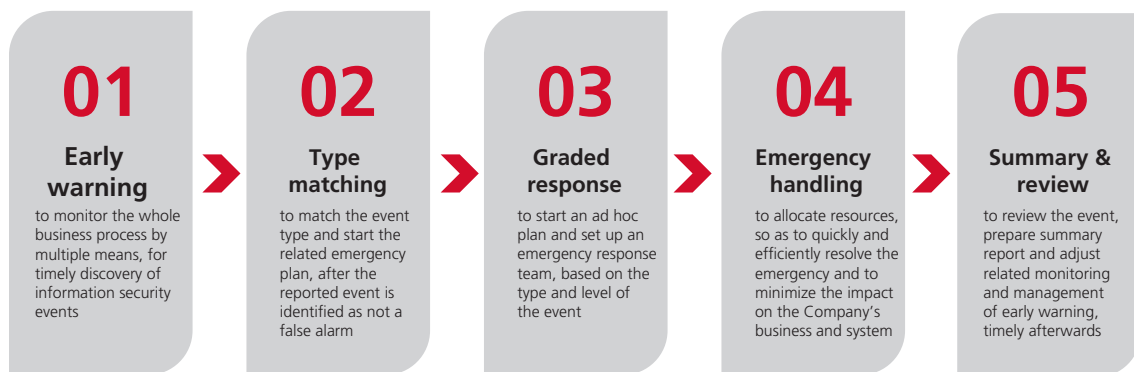 01
Early
warning
to monitor the whole
business process by
multiple means, for
timely discovery of
information security
events
02
Type
matching
to match the event
type and start the
related emergency
plan, after the
reported event is
identified as not a
false alarm
03
Graded
response
to start an ad hoc
plan and set up an
emergency response
team, based on the
type and level of
the event
04
Emergency
handling
to allocate resources,
so as to quickly and
efficiently resolve the
emergency and to
minimize the impact
on the Company's
business and system
05
Summary &
review
to review the event,
prepare summary
report and adjust
related monitoring
and management
of early warning,
timely afterwards